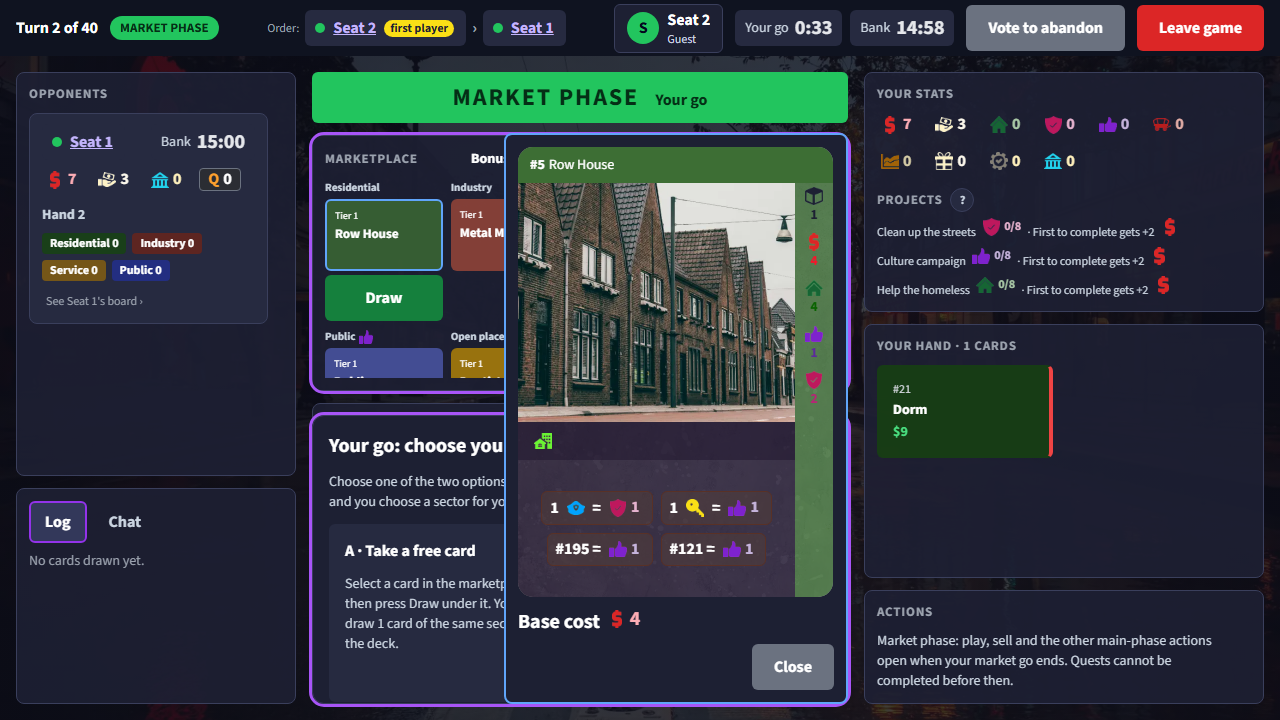 Turn 2 of 40 MARKET PHASE Order: Seat 2 first player › Seat 1 S Seat 2 Guest Your go 0:33 Bank 14:58 Vote to abandon Leave game
OPPONENTS
Seat 1 Bank 15:00
7 3 0 Q 0
Hand 2
Residential 0 Industry 0
Service 0 Public 0
See Seat 1's board ›
Log Chat
No cards drawn yet.
MARKET PHASE Your go
MARKETPLACE Bonu
Residential Industry
Tier 1 Tier 1
Row House Metal M
Draw
Public Open place
Tier 1 Tier 1
Your go: choose you
Choose one of the two options
and you choose a sector for yo
A · Take a free card
Select a card in the marketp
then press Draw under it. Yo
draw 1 card of the same sec
the deck.
#5 Row House
1
4
4
1
2
1 = 1 1 = 1
#195 = 1 #121 = 1
Base cost 4
Close
YOUR STATS
7 3 0 0 0 0
0 0 0 0
PROJECTS ?
Clean up the streets 0/8 · First to complete gets +2
Culture campaign 0/8 · First to complete gets +2
Help the homeless 0/8 · First to complete gets +2
YOUR HAND · 1 CARDS
#21
Dorm
$9
ACTIONS
Market phase: play, sell and the other main-phase actions
open when your market go ends. Quests cannot be
completed before then.